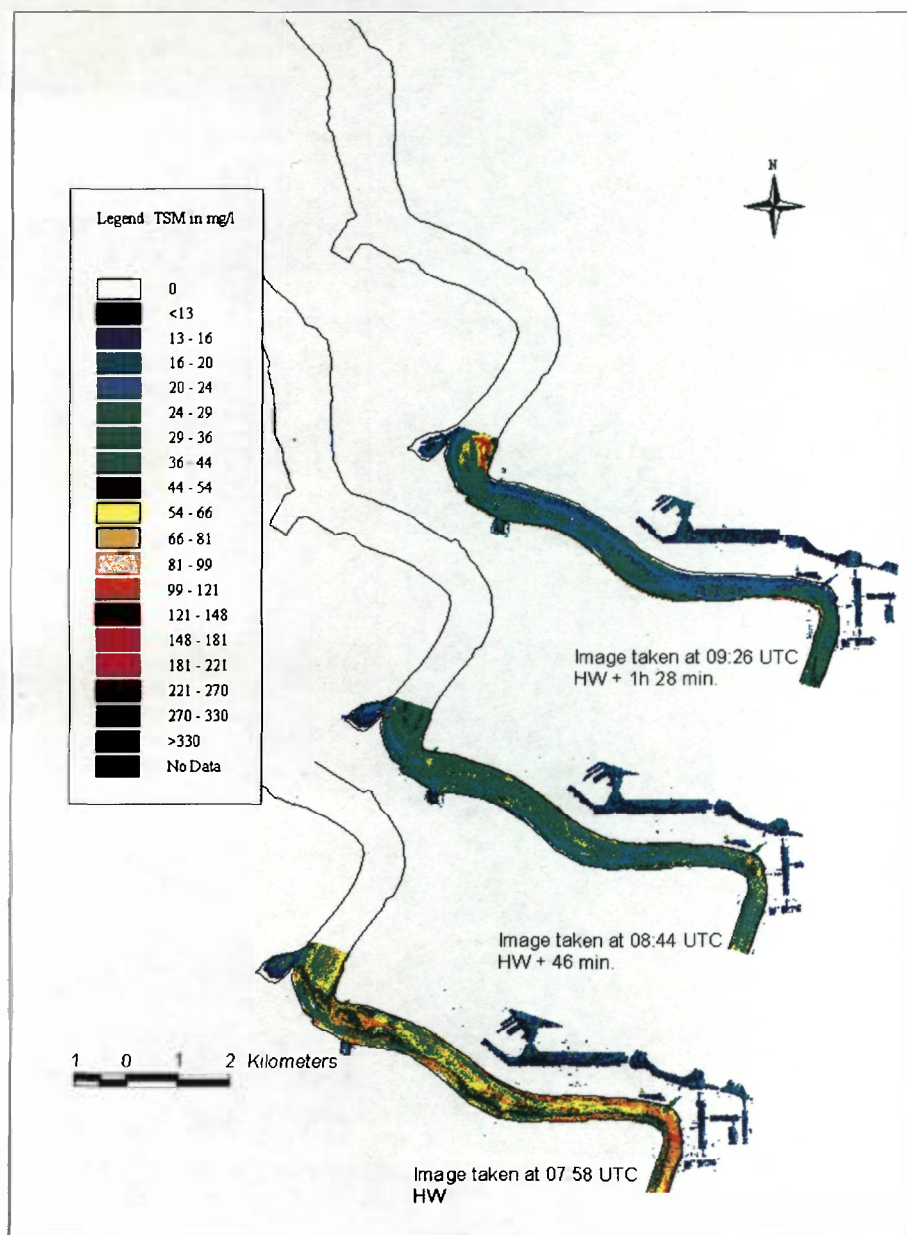 N
Legend TSM in mg/l
0
<13
13 - 16
16 - 20
20 - 24
24 - 29
29 - 36
36 - 44
44 - 54
54 - 66
66 - 81
81 - 99
99 - 121
121 - 148
148 - 181
181 - 221
221 - 270
270 - 330
>330
No Data
Image taken at 09:26 UTC
HW + 1h 28 min.
Image taken at 08:44 UTC
HW + 46 min.
1 0 1 2 Kilometers
Image taken at 07 58 UTC
HW